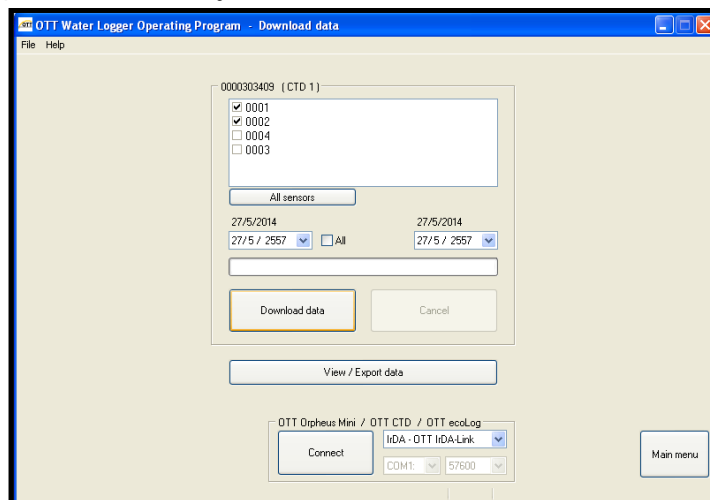 OTT OTT Water Logger Operating Program - Download data
File Help
0000303409 ( CTD 1 )
0001
0002
0004
0003
All sensors
27/5/2014 27/5/2014
27/ 5 / 2557 All 27/ 5 / 2557
Download data Cancel
View / Export data
OTT Orpheus Mini / OTT CTD / OTT ecoLog
Connect IrDA - OTT IrDA-Link
COM1: 57600
Main menu